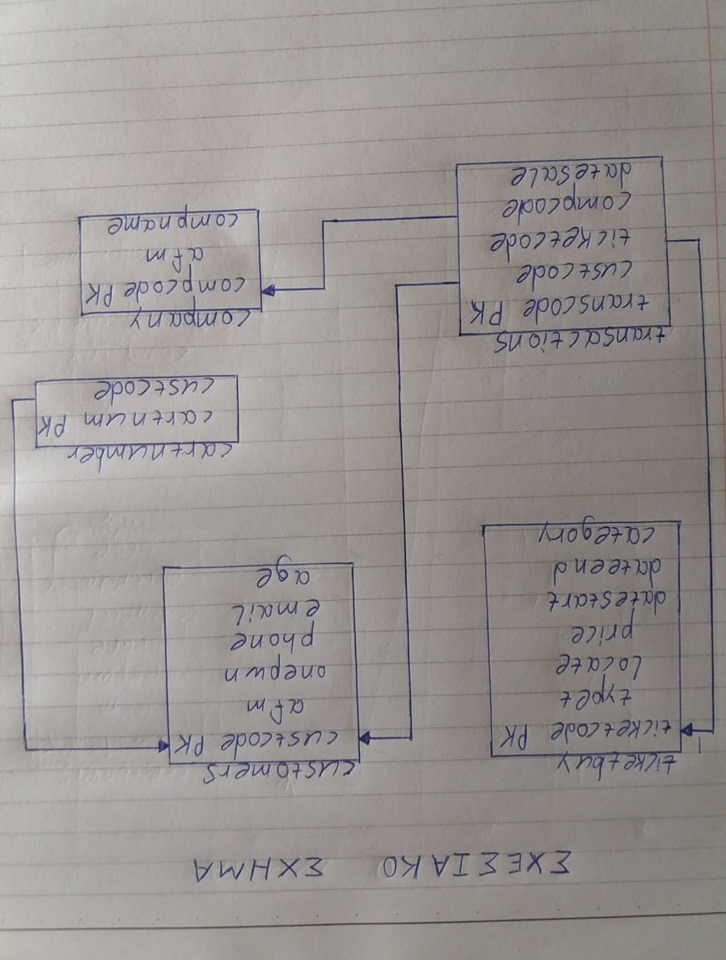 ΣΧΕΣΙΑΚΟ ΣΧΗΜΑ
ticketbuy
ticketcode PK
typet
locate
price
datestart
dateend
category
customers
custcode PK
afm
onepwn
phone
email
age
cartnumber
cartnum PK
custcode
transactions
transcode PK
custcode
ticketcode
compcode
datesale
company
compcode PK
afm
compname